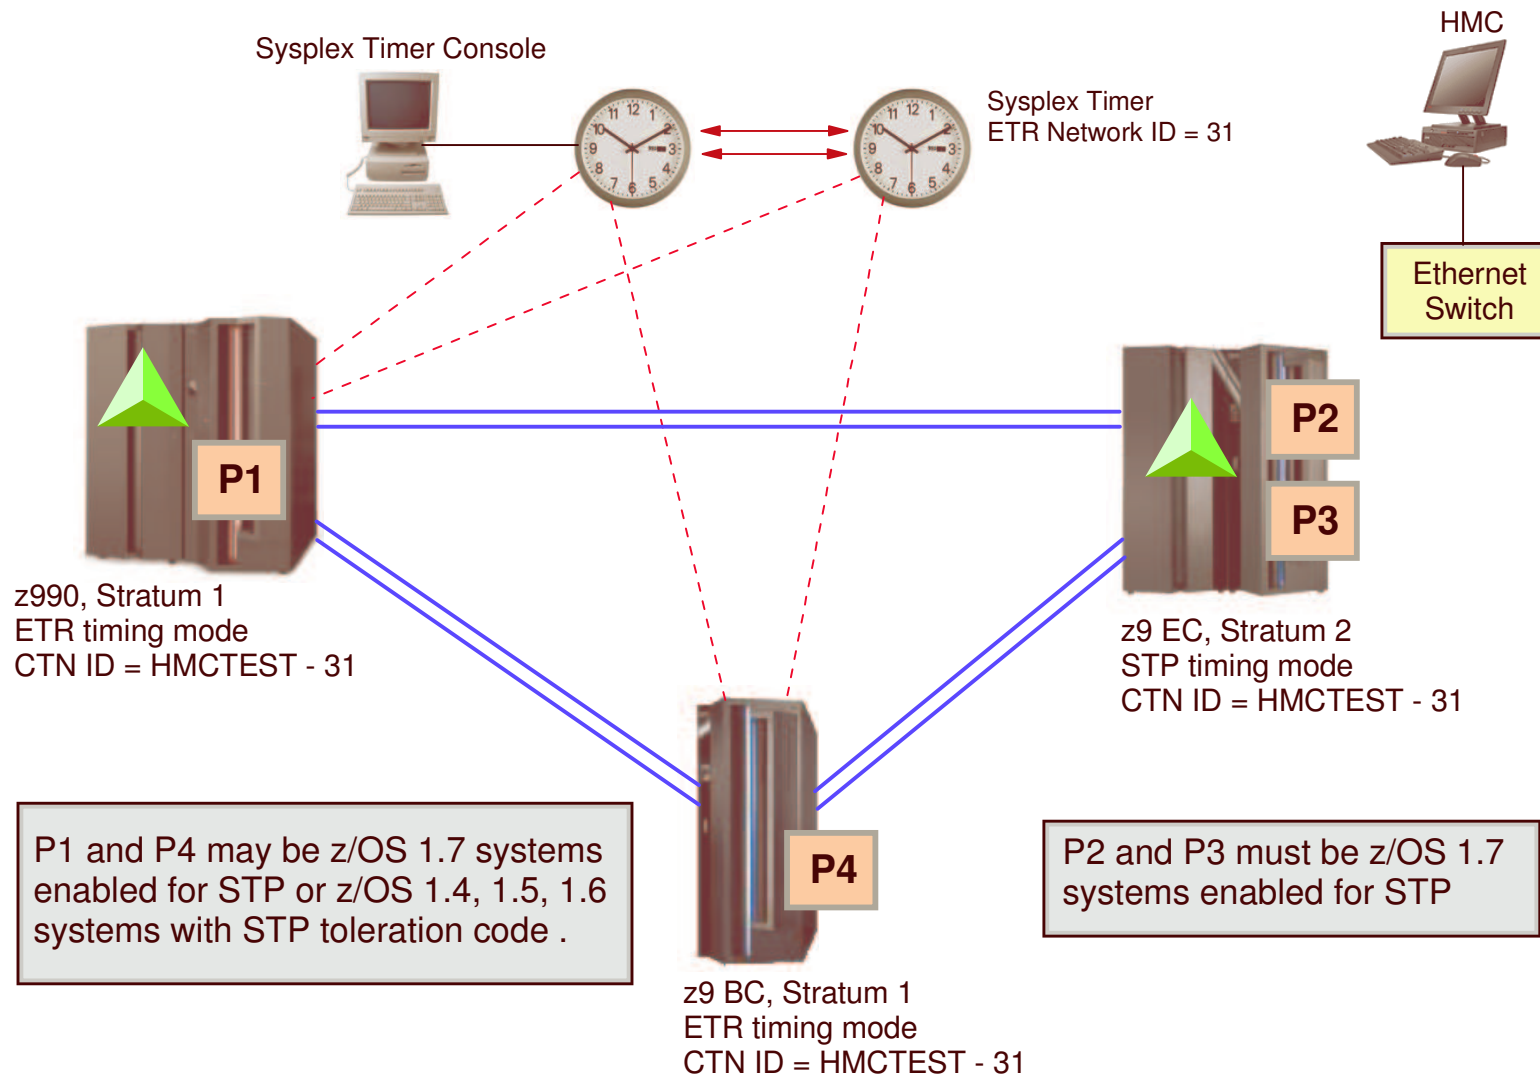 Sysplex Timer Console
HMC
Sysplex Timer
ETR Network ID = 31
Ethernet
Switch
P1
P2
P3
z990, Stratum 1
ETR timing mode
CTN ID = HMCTEST - 31
z9 EC, Stratum 2
STP timing mode
CTN ID = HMCTEST - 31
P1 and P4 may be z/OS 1.7 systems
enabled for STP or z/OS 1.4, 1.5, 1.6
systems with STP toleration code .
P4
P2 and P3 must be z/OS 1.7
systems enabled for STP
z9 BC, Stratum 1
ETR timing mode
CTN ID = HMCTEST - 31